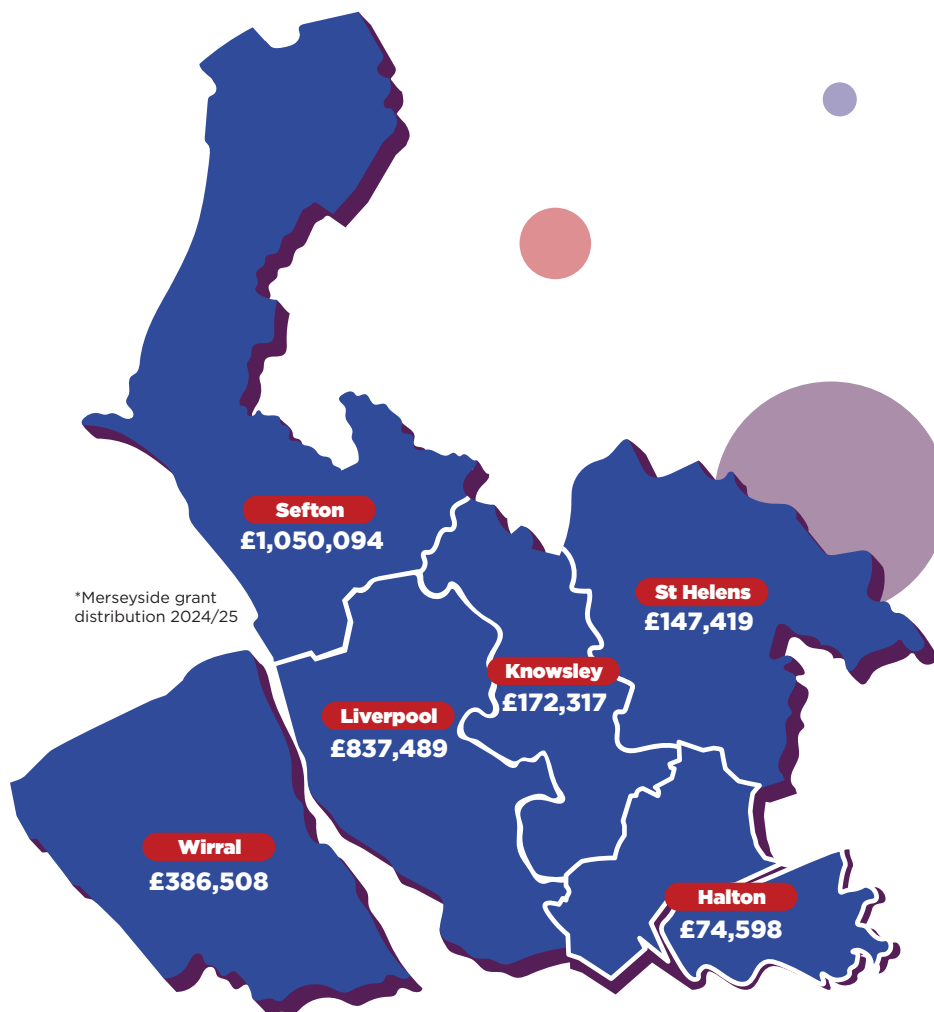 Sefton
£1,050,094
*Merseyside grant
distribution 2024/25
St Helens
£147,419
Knowsley
£172,317
Liverpool
£837,489
Wirral
£386,508
Halton
£74,598